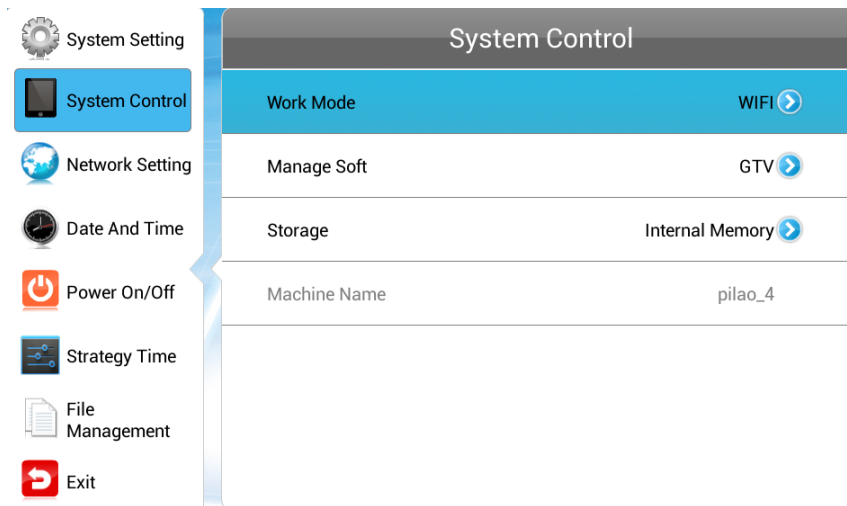 System Setting
System Control
Network Setting
Date And Time
Power On/Off
Strategy Time
File
Management
Exit
System Control
Work Mode WIFI
Manage Soft GTV
Storage Internal Memory
Machine Name pilao_4